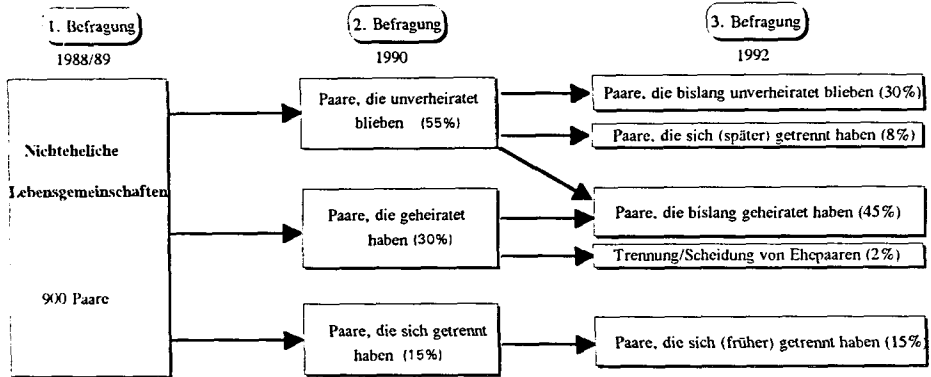 1. Befragung
1988/89
2. Befragung
1990
3. Befragung
1992
Nichteheliche
Lebensgemeinschaften
900 Paare
Paare, die unverheiratet
blieben (55%)
Paare, die geheiratet
haben (30%)
Paare, die sich getrennt
haben (15%)
Paare, die bislang unverheiratet blieben (30%)
Paare, die sich (später) getrennt haben (8%)
Paare, die bislang geheiratet haben (45%)
Trennung/Scheidung von Ehepaaren (2%)
Paare, die sich (früher) getrennt haben (15%